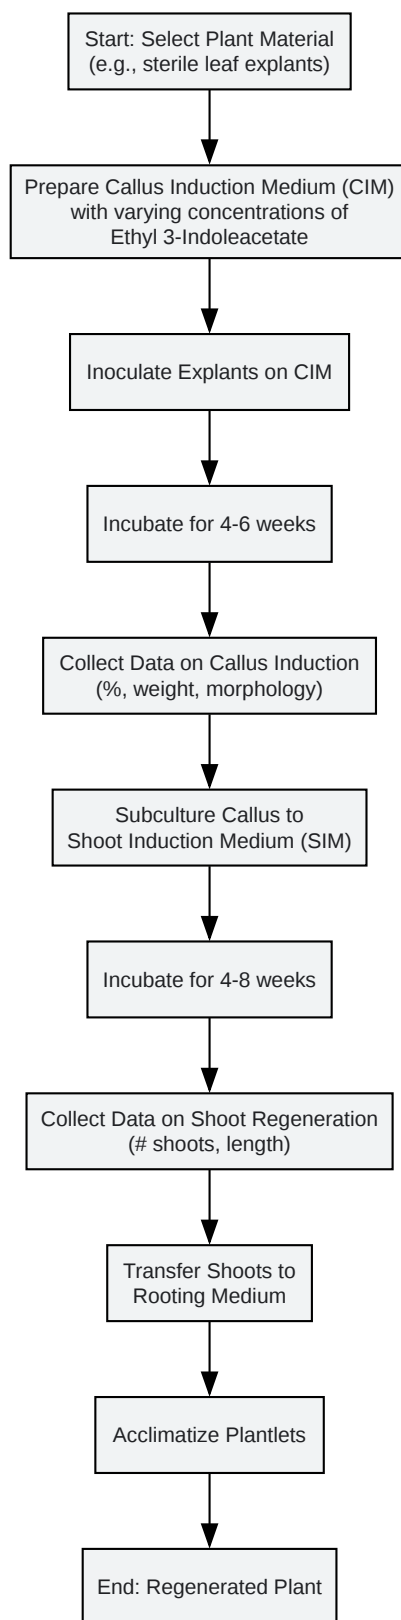 Start: Select Plant Material
(e.g., sterile leaf explants)
Prepare Callus Induction Medium (CIM)
with varying concentrations of
Ethyl 3-Indoleacetate
Inoculate Explants on CIM
Incubate for 4-6 weeks
Collect Data on Callus Induction
(%, weight, morphology)
Subculture Callus to
Shoot Induction Medium (SIM)
Incubate for 4-8 weeks
Collect Data on Shoot Regeneration
(# shoots, length)
Transfer Shoots to
Rooting Medium
Acclimatize Plantlets
End: Regenerated Plant